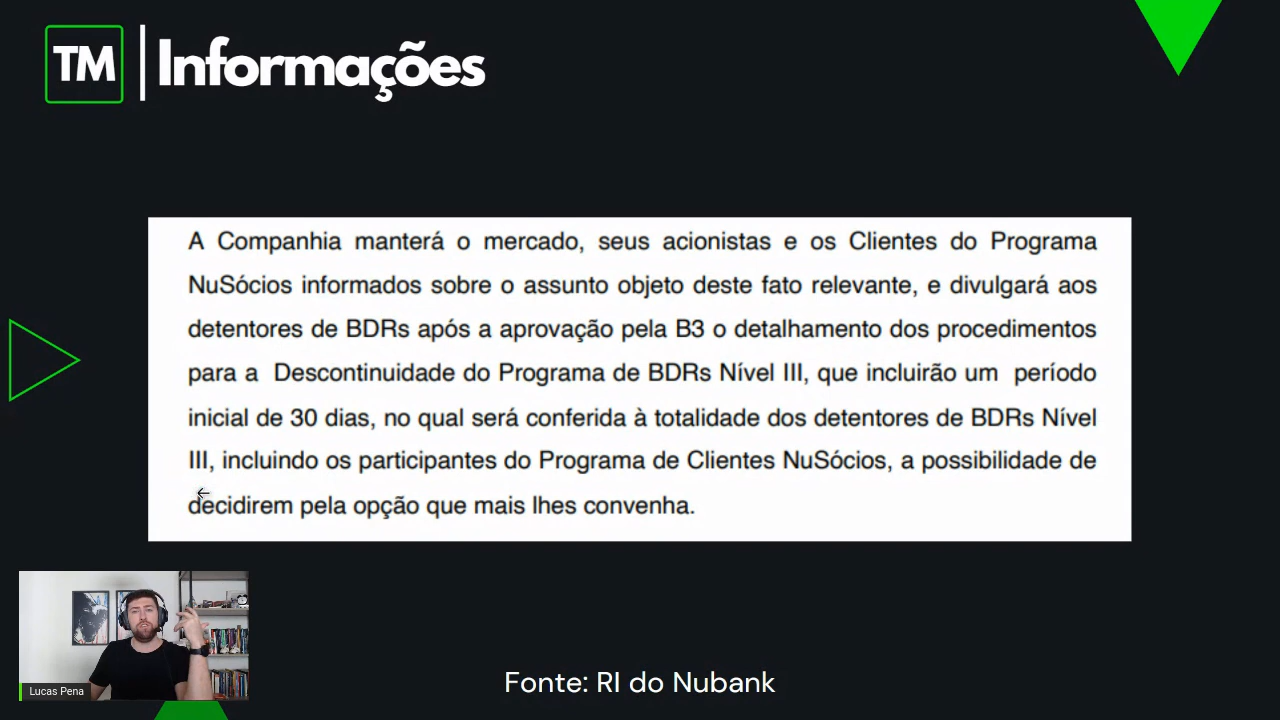 TM
Informações
A Companhia manterá o mercado, seus acionistas e os Clientes do Programa
NuSócios informados sobre o assunto objeto deste fato relevante, e divulgará aos
detentores de BDRs após a aprovação pela B3 o detalhamento dos procedimentos
para a Descontinuidade do Programa de BDRs Nível III, que incluirão um período
inicial de 30 dias, no qual será conferida à totalidade dos detentores de BDRs Nível
III, incluindo os participantes do Programa de Clientes NuSócios, a possibilidade de
decidirem pela opção que mais lhes convenha.
Lucas Pena
Fonte: RI do Nubank